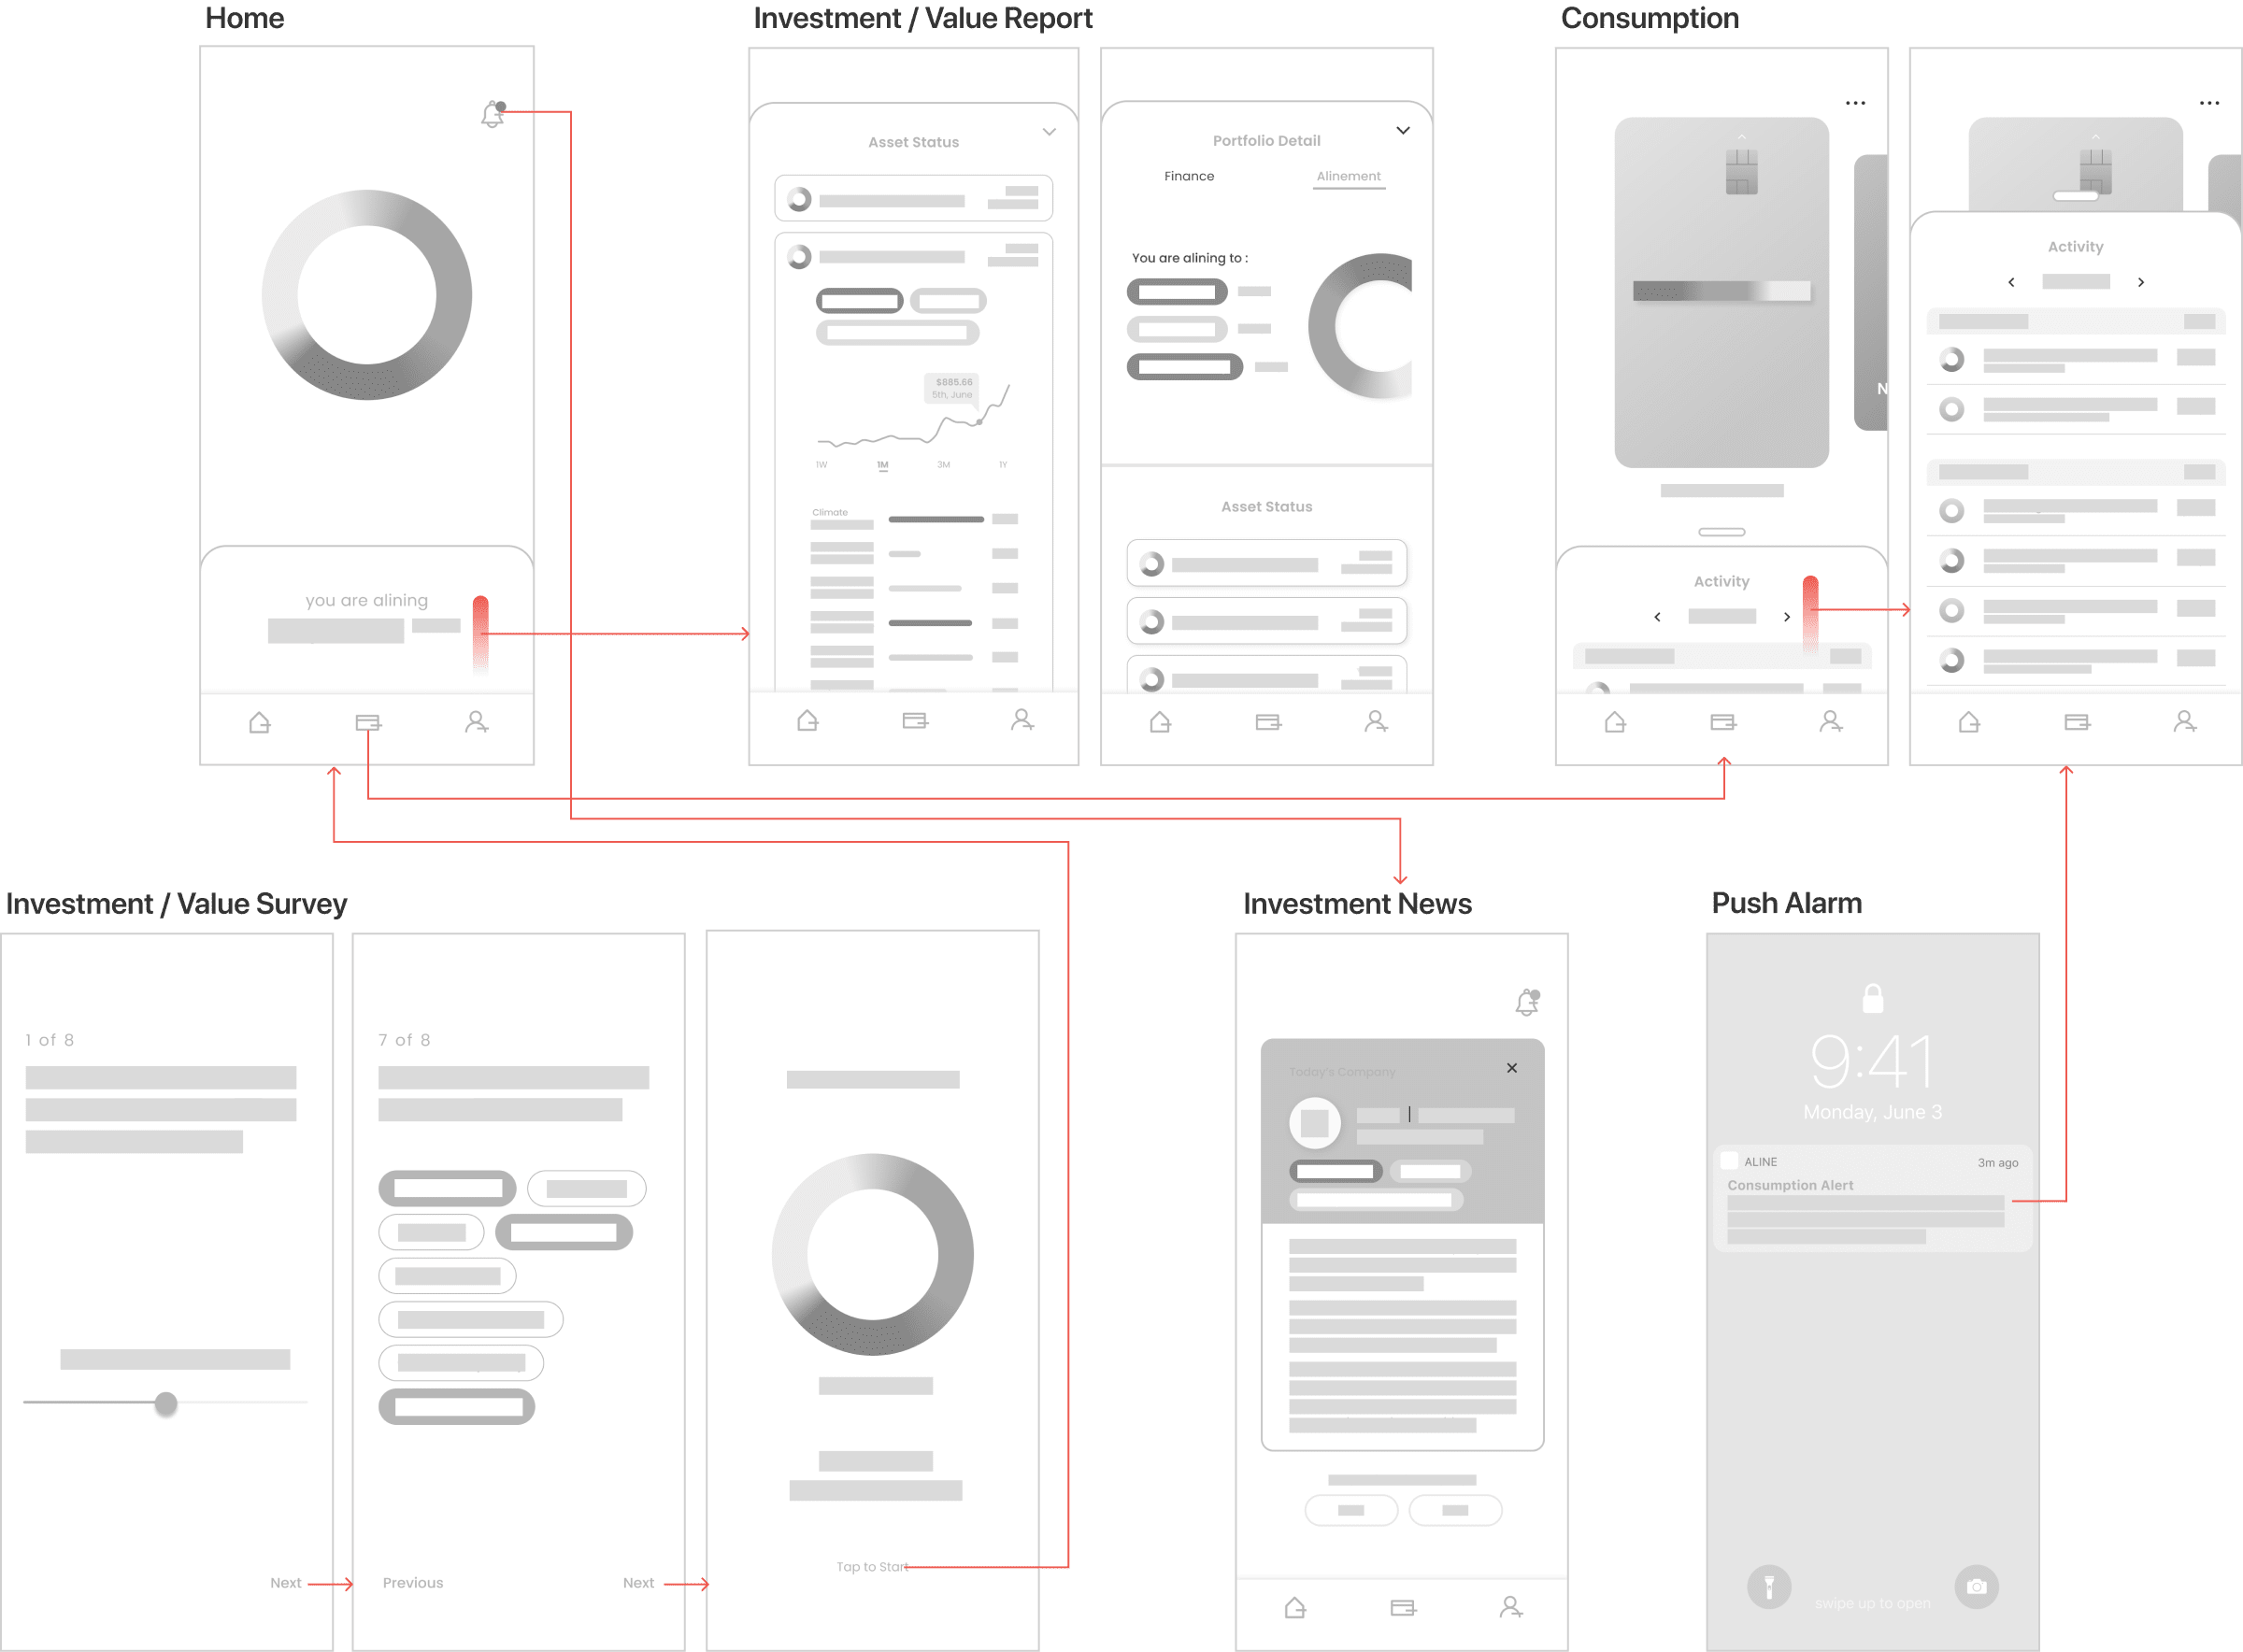 Home
you are alining
Investment / Value Report
Asset Status
$885.66
5th, June
1W 1M 3M 1Y
Climate
Portfolio Detail
Finance Alinement
You are alining to :
Asset Status
Consumption
N
Activity
Activity
Investment / Value Survey
1 of 8
Next
7 of 8
Previous Next
Tap to Start
Investment News
Today's Company
Push Alarm
9:41
Monday, June 3
ALINE 3m ago
Consumption Alert
swipe up to open